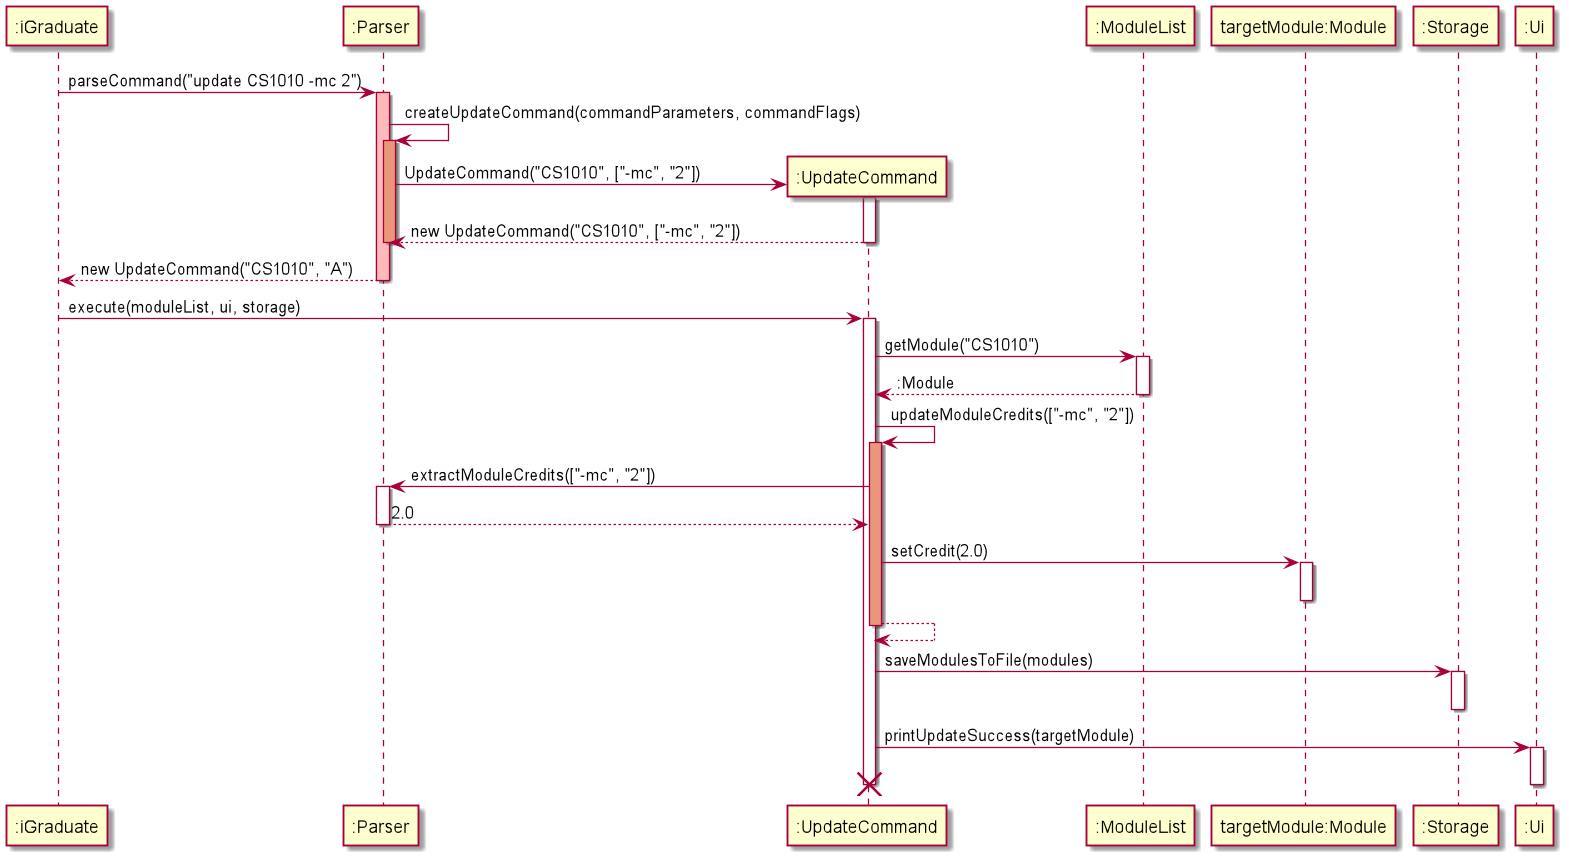 :iGraduate
:Parser
:ModuleList
targetModule:Module
:Storage
:Ui
parseCommand("update CS1010 -mc 2")
createUpdateCommand(commandParameters, commandFlags)
UpdateCommand("CS1010", ["-mc", "2"])
:UpdateCommand
new UpdateCommand("CS1010", ["-mc", "2"])
new UpdateCommand("CS1010", "A")
execute(moduleList, ui, storage)
getModule("CS1010")
:Module
updateModuleCredits(["-mc", "2"])
extractModuleCredits(["-mc", "2"])
2.0
setCredit(2.0)
saveModulesToFile(modules)
printUpdateSuccess(targetModule)
:iGraduate
:Parser
:UpdateCommand
:ModuleList
targetModule:Module
:Storage
:Ui